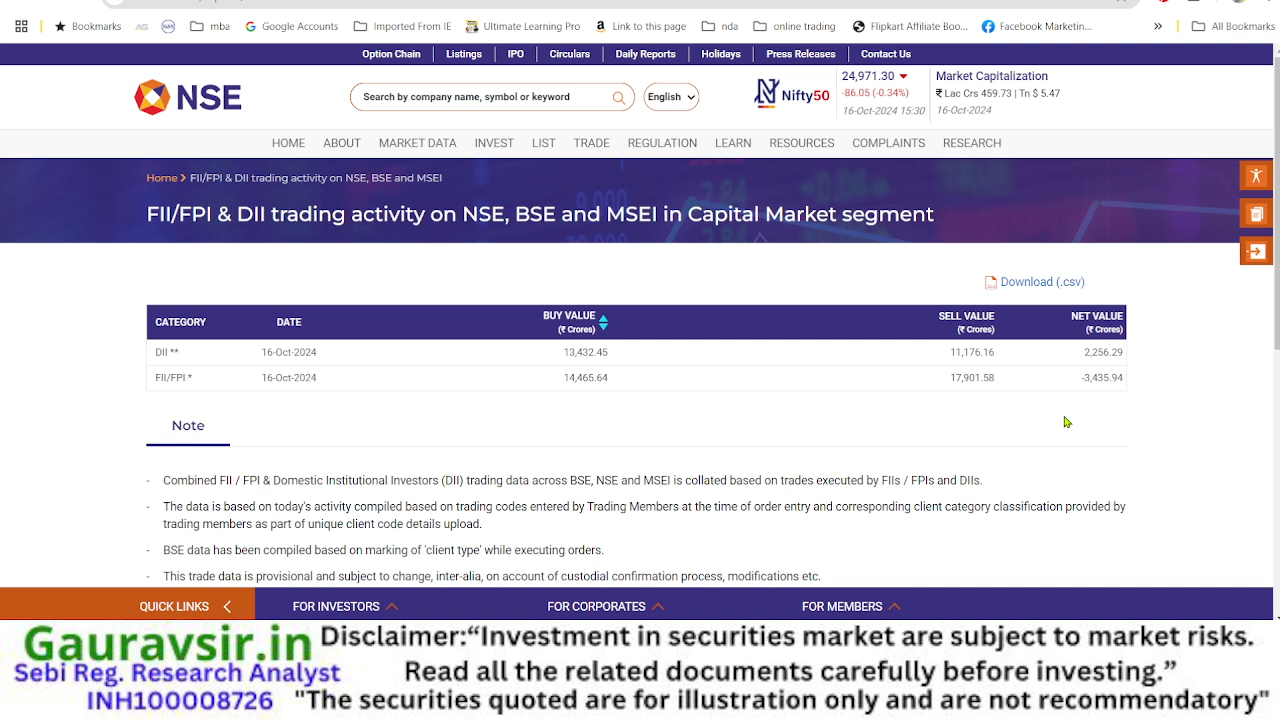 Bookmarks mba Google Accounts Imported From IE Ultimate Learning Pro Link to this page nda online trading Flipkart Affiliate Boo... Facebook Marketin... » All Bookmarks
Option Chain Listings IPO Circulars Daily Reports Holidays Press Releases Contact Us
NSE Search by company name, symbol or keyword English Nifty50
24,971.30 Market Capitalization
-86.05 (-0.34%) ₹ Lac Crs 459.73 | Tn $ 5.47
16-Oct-2024 15:30 16-Oct-2024
HOME ABOUT MARKET DATA INVEST LIST TRADE REGULATION LEARN RESOURCES COMPLAINTS RESEARCH
Home > FII/FPI & DII trading activity on NSE, BSE and MSEI
FII/FPI & DII trading activity on NSE, BSE and MSEI in Capital Market segment
Download (.csv)
CATEGORY DATE BUY VALUE (₹ Crores) SELL VALUE (₹ Crores) NET VALUE (₹ Crores)
DII ** 16-Oct-2024 13,432.45 11,176.16 2,256.29
FII/FPI * 16-Oct-2024 14,465.64 17,901.58 -3,435.94
Note
- Combined FII / FPI & Domestic Institutional Investors (DII) trading data across BSE, NSE and MSEI is collated based on trades executed by FIIs / FPIs and DIIs.
- The data is based on today's activity compiled based on trading codes entered by Trading Members at the time of order entry and corresponding client category classification provided by
trading members as part of unique client code details upload.
- BSE data has been compiled based on marking of 'client type' while executing orders.
- This trade data is provisional and subject to change, inter-alia, on account of custodial confirmation process, modifications etc.
QUICK LINKS FOR INVESTORS FOR CORPORATES FOR MEMBERS
Gauravsir.in Disclaimer:“Investment in securities market are subject to market risks.
Sebi Reg. Research Analyst Read all the related documents carefully before investing.”
INH100008726 "The securities quoted are for illustration only and are not recommendatory"